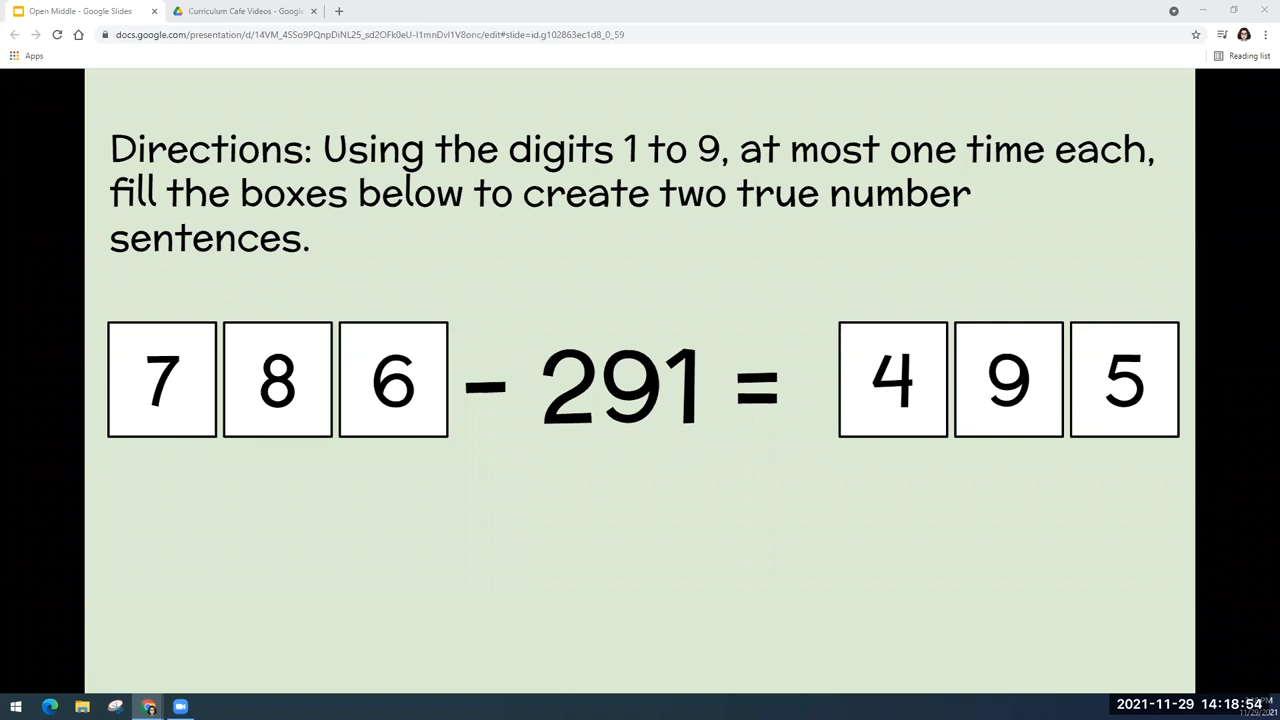 Open Middle - Google Slides
Curriculum Cafe Videos - Google
docs.google.com/presentation/d/14VM_4SSo9PQnpDiNL25_sd2OFk0eU-l1mnDvl1V8onc/edit#slide=id.g102863ec1d8_0_59
Apps
Reading list
Directions: Using the digits 1 to 9, at most one time each,
fill the boxes below to create two true number
sentences.
7 8 6 - 291 = 4 9 5
2021-11-29 14:18:54